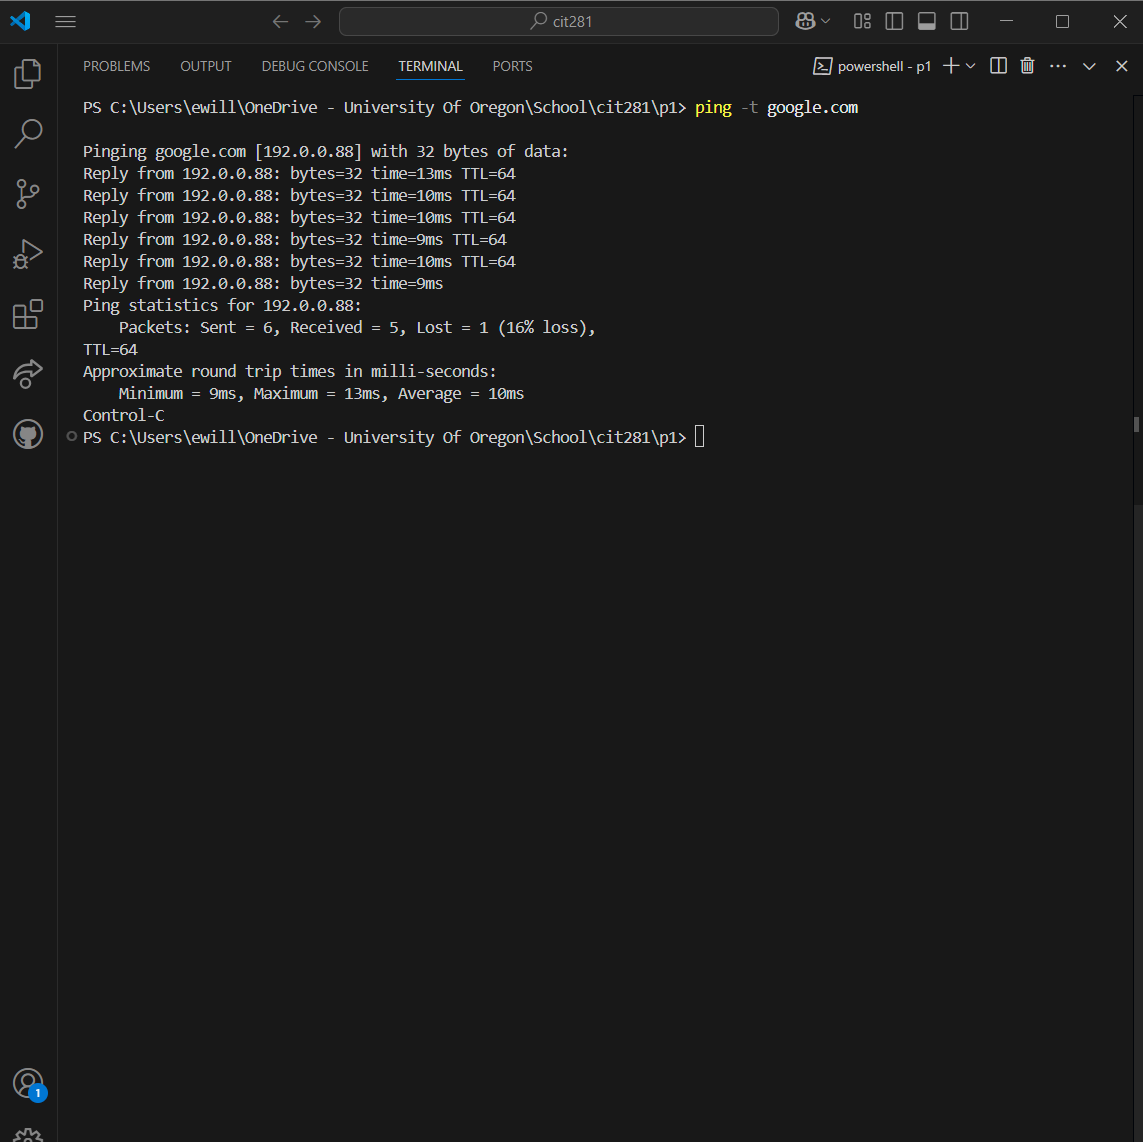 cit281
PROBLEMS OUTPUT DEBUG CONSOLE TERMINAL PORTS powershell - p1
PS C:\Users\ewill\OneDrive - University Of Oregon\School\cit281\p1> ping -t google.com
Pinging google.com [192.0.0.88] with 32 bytes of data:
Reply from 192.0.0.88: bytes=32 time=13ms TTL=64
Reply from 192.0.0.88: bytes=32 time=10ms TTL=64
Reply from 192.0.0.88: bytes=32 time=10ms TTL=64
Reply from 192.0.0.88: bytes=32 time=9ms TTL=64
Reply from 192.0.0.88: bytes=32 time=10ms TTL=64
Reply from 192.0.0.88: bytes=32 time=9ms
Ping statistics for 192.0.0.88:
    Packets: Sent = 6, Received = 5, Lost = 1 (16% loss),
TTL=64
Approximate round trip times in milli-seconds:
    Minimum = 9ms, Maximum = 13ms, Average = 10ms
Control-C
PS C:\Users\ewill\OneDrive - University Of Oregon\School\cit281\p1>
1